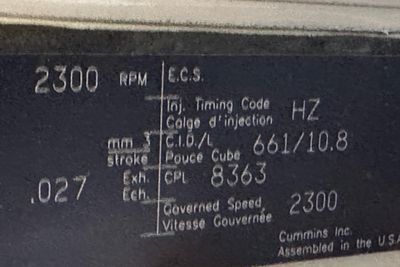 2300 RPM E.C.S.
Inj. Timing Code HZ
Calge d'injection
mm 3 C.I.D./L 661/10.8
stroke Pouce Cube
.027 Exh. CPL 8363
Ech.
Governed Speed 2300
Vitesse Gouvernée
Cummins Inc.
Assembled in the U.S.A